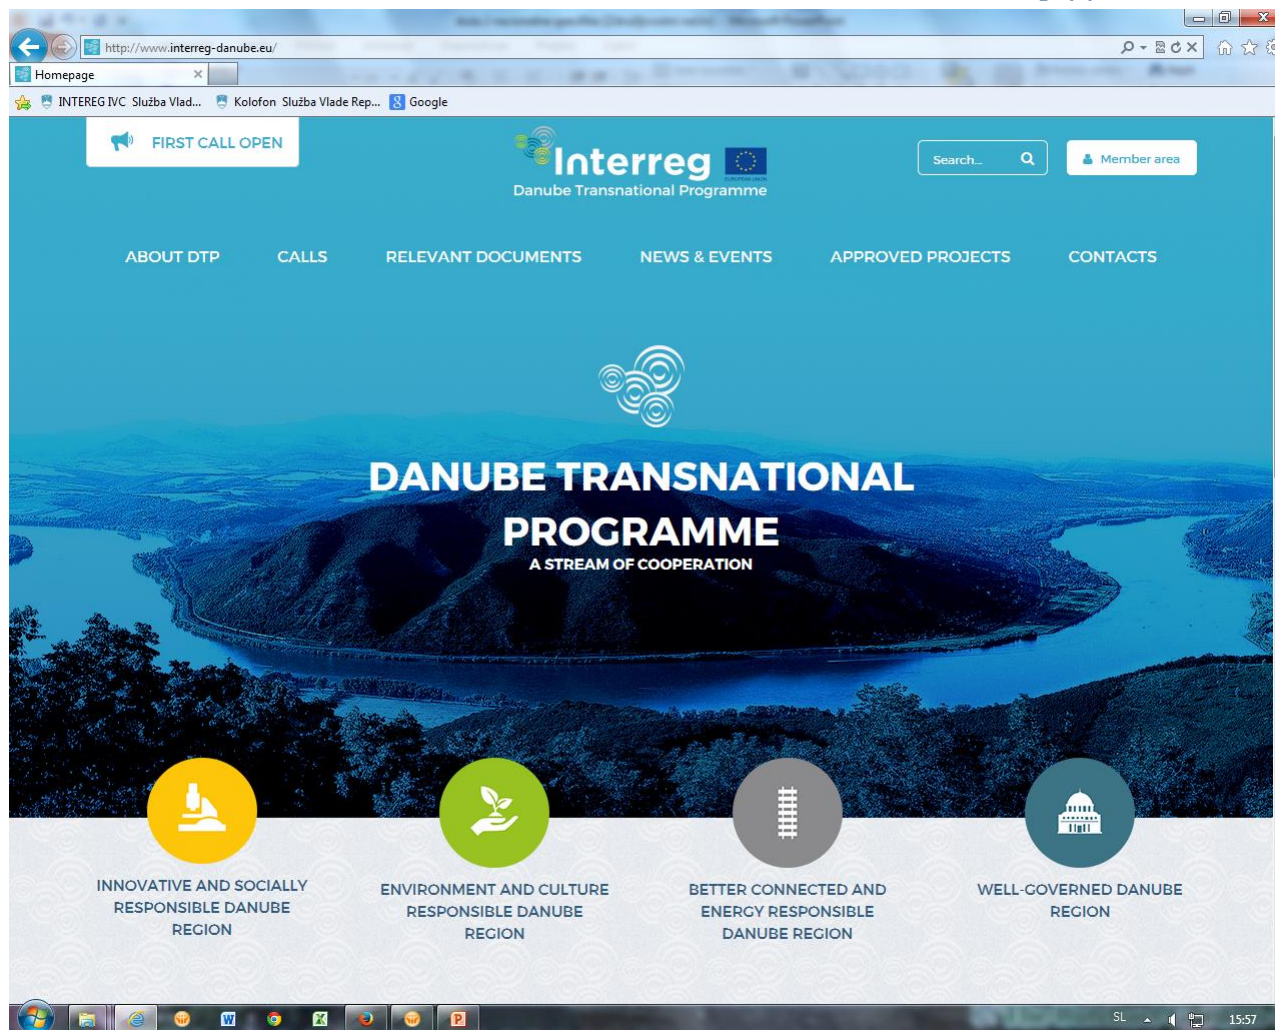 http://www.interreg-danube.eu/
Homepage
INTEREG IVC Služba Vlad...
Kolofon Služba Vlade Rep...
Google
FIRST CALL OPEN
Interreg
EUROPEAN UNION
Danube Transnational Programme
Search...
Member area
ABOUT DTP
CALLS
RELEVANT DOCUMENTS
NEWS & EVENTS
APPROVED PROJECTS
CONTACTS
DANUBE TRANSNATIONAL
PROGRAMME
A STREAM OF COOPERATION
INNOVATIVE AND SOCIALLY
RESPONSIBLE DANUBE
REGION
ENVIRONMENT AND CULTURE
RESPONSIBLE DANUBE
REGION
BETTER CONNECTED AND
ENERGY RESPONSIBLE
DANUBE REGION
WELL-GOVERNED DANUBE
REGION
SL
15:57